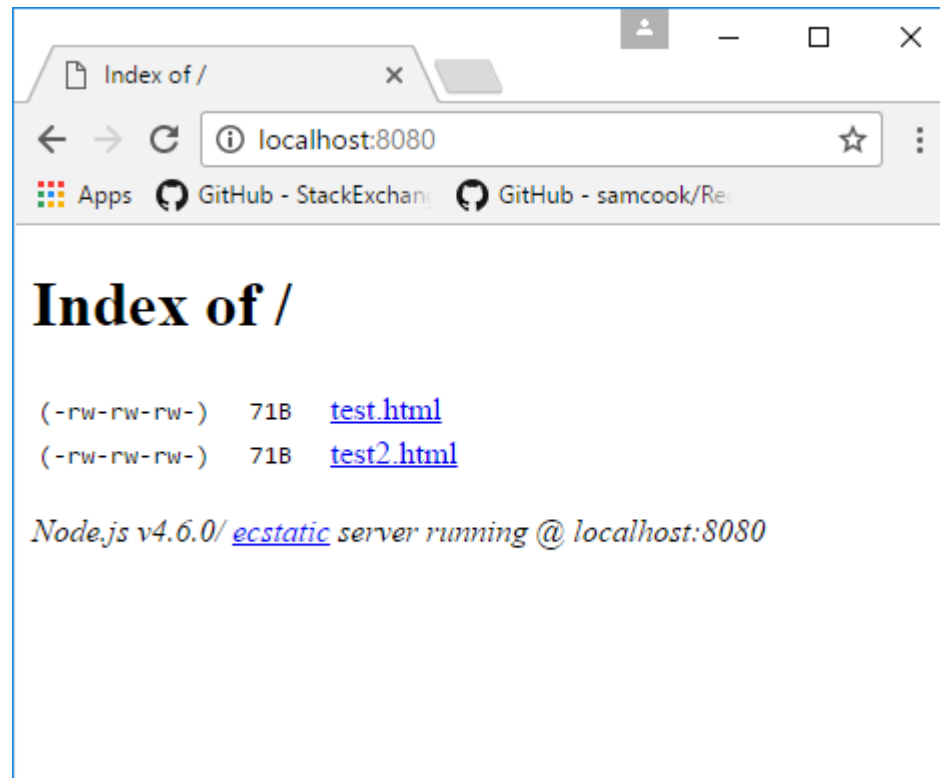 Index of /
localhost:8080
Apps GitHub - StackExchan GitHub - samcook/Re
Index of /
(-rw-rw-rw-) 71B test.html
(-rw-rw-rw-) 71B test2.html
Node.js v4.6.0/ ecstatic server running @ localhost:8080